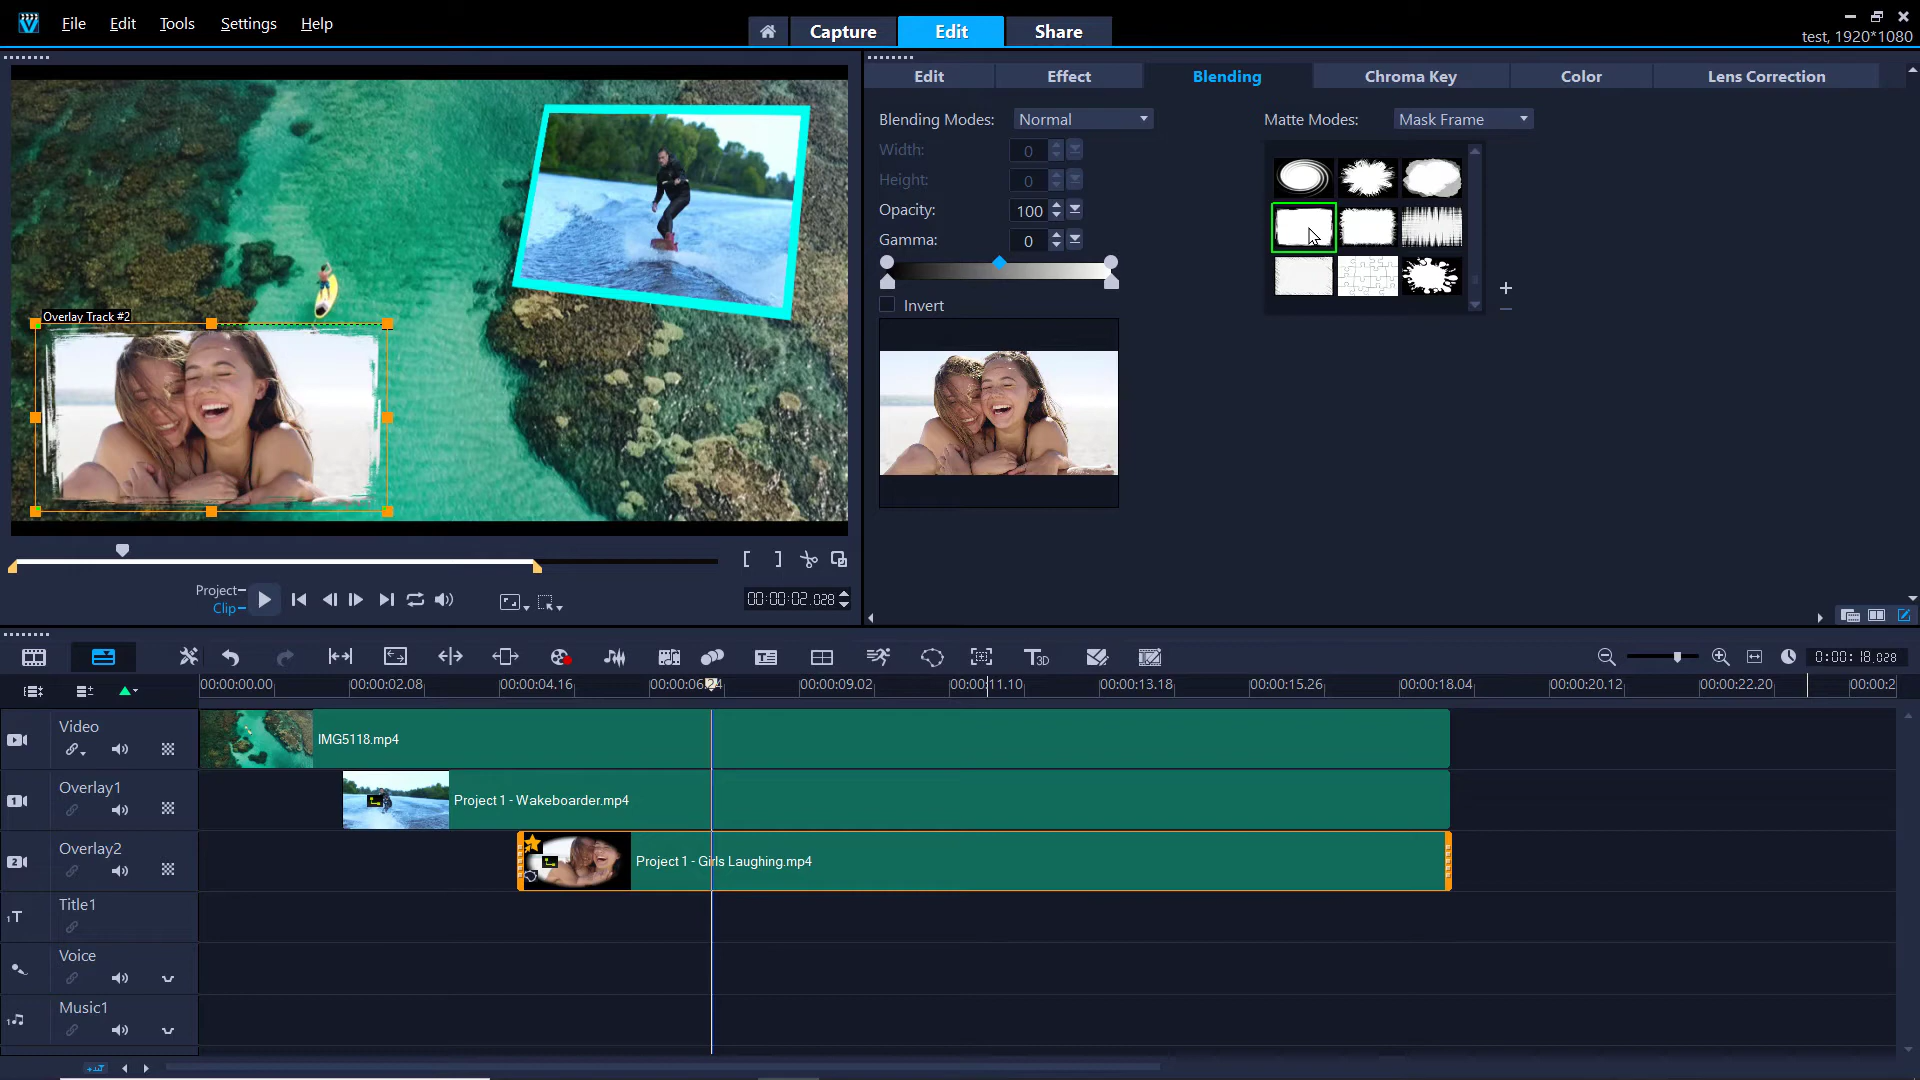 File Edit Tools Settings Help
Capture Edit Share
test, 1920*1080
Edit Effect Blending Chroma Key Color Lens Correction
Blending Modes: Normal
Matte Modes: Mask Frame
Width: 0
Height: 0
Opacity: 100
Gamma: 0
Invert
Overlay Track #2
Project
Clip
00:00:02.028
0:00:18.028
00:00:00.00 00:00:02.08 00:00:04.16 00:00:09.02 00:00:11.10 00:00:13.18 00:00:15.26 00:00:18.04 00:00:20.12 00:00:22.20 00:00:2
Video
IMG5118.mp4
Overlay1
Project 1 - Wakeboarder.mp4
Overlay2
Project 1 - Girls Laughing.mp4
Title1
Voice
Music1